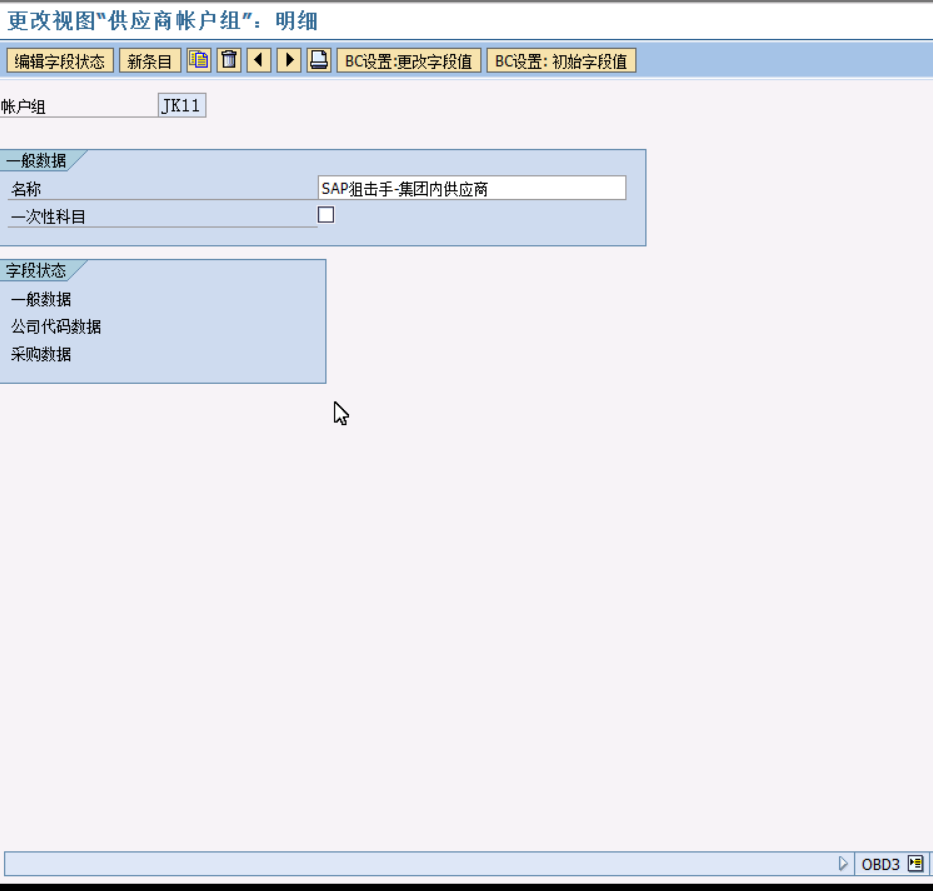 更改视图"供应商帐户组": 明细
编辑字段状态 新条目 BC设置:更改字段值 BC设置: 初始字段值
帐户组 JK11
一般数据
名称 SAP狙击手-集团内供应商
一次性科目
字段状态
一般数据
公司代码数据
采购数据
OBD3